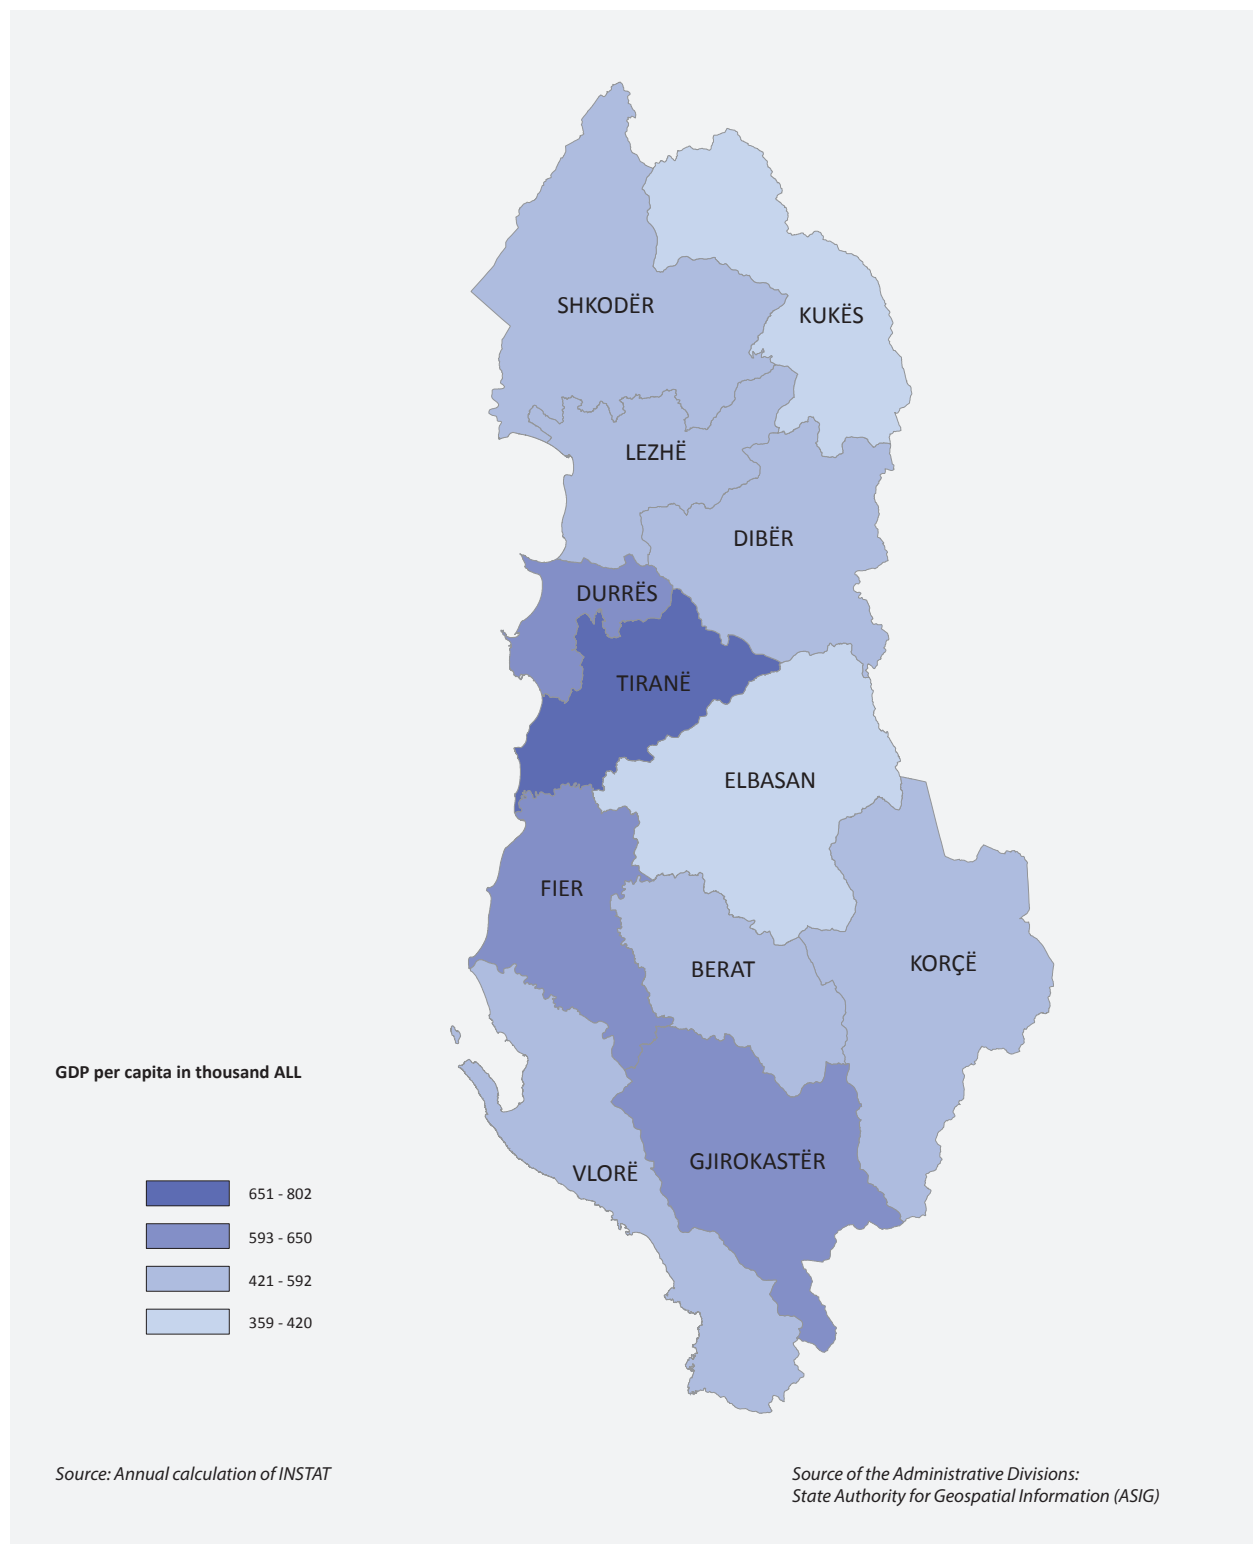 SHKODËR
KUKËS
LEZHË
DIBËR
DURRËS
TIRANË
ELBASAN
FIER
BERAT
KORÇË
GDP per capita in thousand ALL
GJIROKASTËR
VLORË
651 - 802
593 - 650
421 - 592
359 - 420
Source: Annual calculation of INSTAT
Source of the Administrative Divisions:
State Authority for Geospatial Information (ASIG)